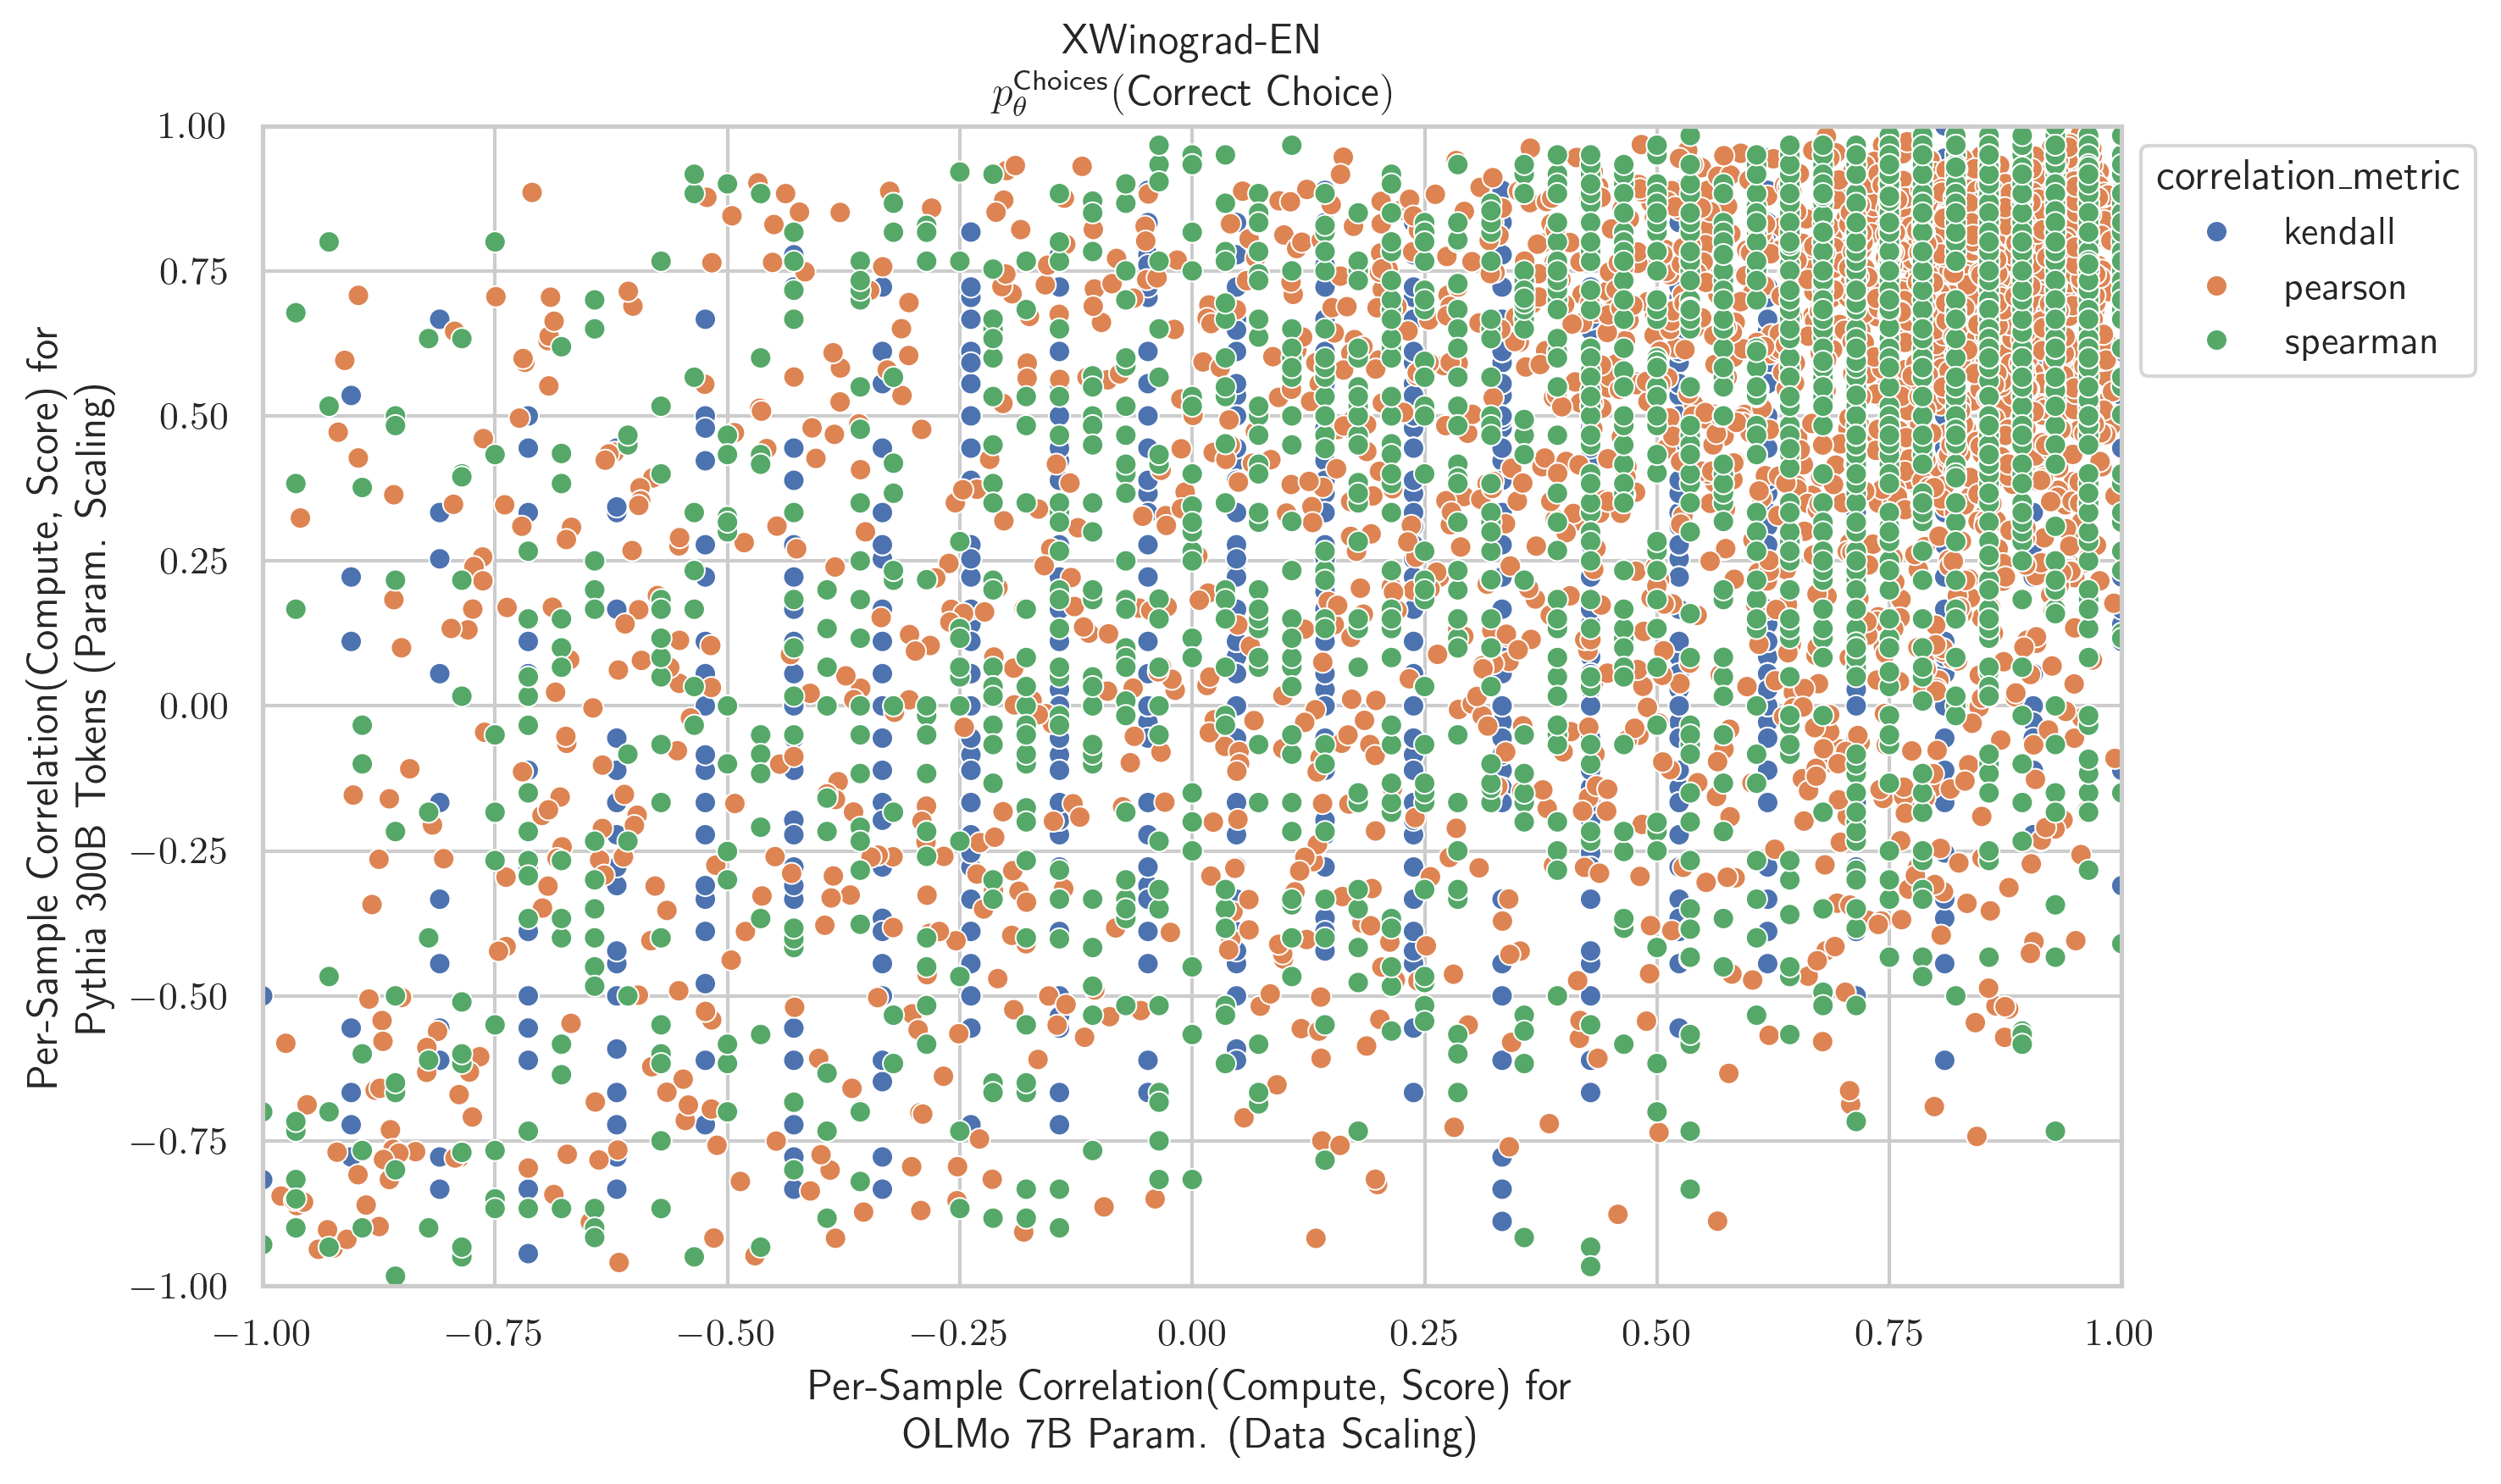 XWinograd-EN
p_θ^Choices(Correct Choice)
Per-Sample Correlation(Compute, Score) for
Pythia 300B Tokens (Param. Scaling)
1.00
0.75
0.50
0.25
0.00
−0.25
−0.50
−0.75
−1.00
−1.00 −0.75 −0.50 −0.25 0.00 0.25 0.50 0.75 1.00
Per-Sample Correlation(Compute, Score) for
OLMo 7B Param. (Data Scaling)
correlation_metric
kendall
pearson
spearman